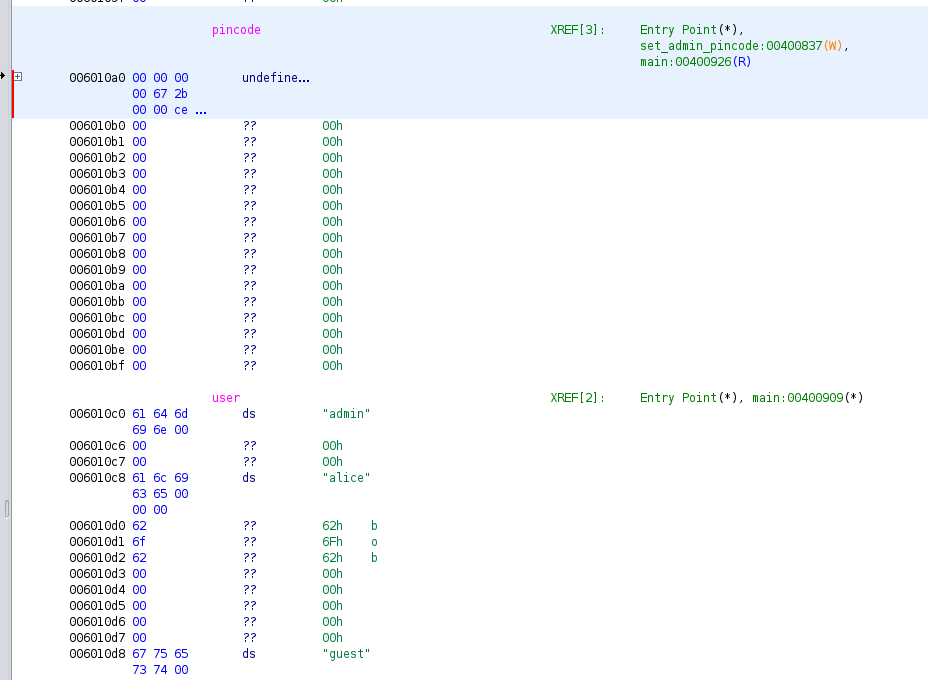 pincode XREF[3]: Entry Point(*),
set_admin_pincode:00400837(W),
main:00400926(R)
006010a0 00 00 00 undefine...
00 67 2b
00 00 ce ...
006010b0 00 ?? 00h
006010b1 00 ?? 00h
006010b2 00 ?? 00h
006010b3 00 ?? 00h
006010b4 00 ?? 00h
006010b5 00 ?? 00h
006010b6 00 ?? 00h
006010b7 00 ?? 00h
006010b8 00 ?? 00h
006010b9 00 ?? 00h
006010ba 00 ?? 00h
006010bb 00 ?? 00h
006010bc 00 ?? 00h
006010bd 00 ?? 00h
006010be 00 ?? 00h
006010bf 00 ?? 00h
user XREF[2]: Entry Point(*), main:00400909(*)
006010c0 61 64 6d ds "admin"
69 6e 00
006010c6 00 ?? 00h
006010c7 00 ?? 00h
006010c8 61 6c 69 ds "alice"
63 65 00
00 00
006010d0 62 ?? 62h b
006010d1 6f ?? 6Fh o
006010d2 62 ?? 62h b
006010d3 00 ?? 00h
006010d4 00 ?? 00h
006010d5 00 ?? 00h
006010d6 00 ?? 00h
006010d7 00 ?? 00h
006010d8 67 75 65 ds "guest"
73 74 00